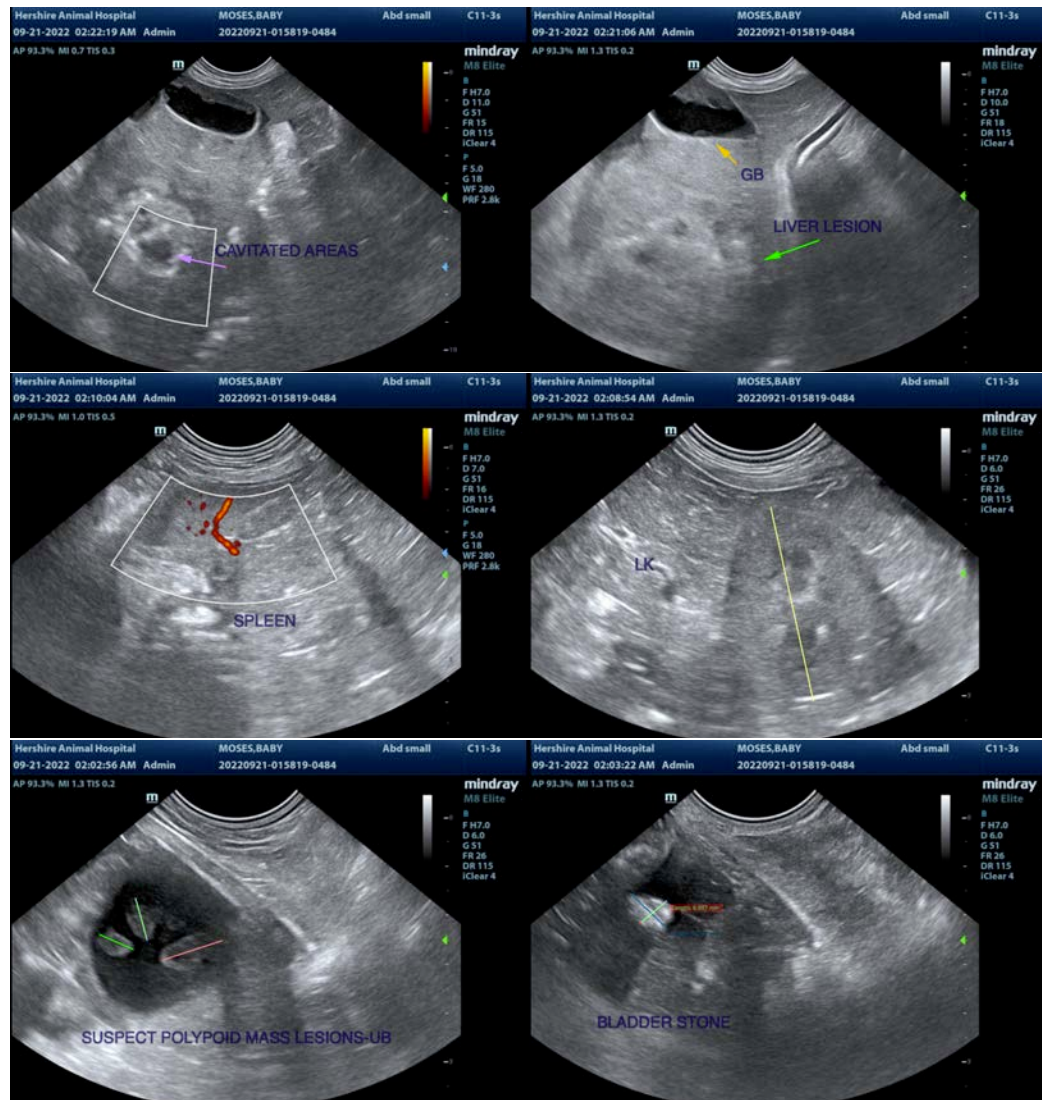 Hershire Animal Hospital MOSES,BABY Abd small C11-3s
09-21-2022 02:22:19 AM Admin 20220921-015819-0484
AP 93.3% MI 0.7 TIS 0.3
mindray
M8 Elite
m
B
F H7.0
D 11.0
G 51
FR 15
DR 115
iClear 4
P
F 5.0
G 18
WF 280
PRF 2.8k
CAVITATED AREAS
Hershire Animal Hospital MOSES,BABY Abd small C11-3s
09-21-2022 02:21:06 AM Admin 20220921-015819-0484
AP 93.3% MI 1.3 TIS 0.2
mindray
M8 Elite
m
B
F H7.0
D 10.0
G 51
FR 18
DR 115
iClear 4
GB
LIVER LESION
Hershire Animal Hospital MOSES,BABY Abd small C11-3s
09-21-2022 02:10:04 AM Admin 20220921-015819-0484
AP 93.3% MI 1.0 TIS 0.5
mindray
M8 Elite
m
B
F H7.0
D 7.0
G 51
FR 16
DR 115
iClear 4
P
F 5.0
G 18
WF 280
PRF 2.8k
SPLEEN
Hershire Animal Hospital MOSES,BABY Abd small C11-3s
09-21-2022 02:08:54 AM Admin 20220921-015819-0484
AP 93.3% MI 1.3 TIS 0.2
mindray
M8 Elite
m
B
F H7.0
D 6.0
G 51
FR 26
DR 115
iClear 4
LK
Hershire Animal Hospital MOSES,BABY Abd small C11-3s
09-21-2022 02:02:56 AM Admin 20220921-015819-0484
AP 93.3% MI 1.3 TIS 0.2
mindray
M8 Elite
m
B
F H7.0
D 6.0
G 51
FR 26
DR 115
iClear 4
SUSPECT POLYPOID MASS LESIONS-UB
Hershire Animal Hospital MOSES,BABY Abd small C11-3s
09-21-2022 02:03:22 AM Admin 20220921-015819-0484
AP 93.3% MI 1.3 TIS 0.2
mindray
M8 Elite
m
B
F H7.0
D 6.0
G 51
FR 26
DR 115
iClear 4
BLADDER STONE